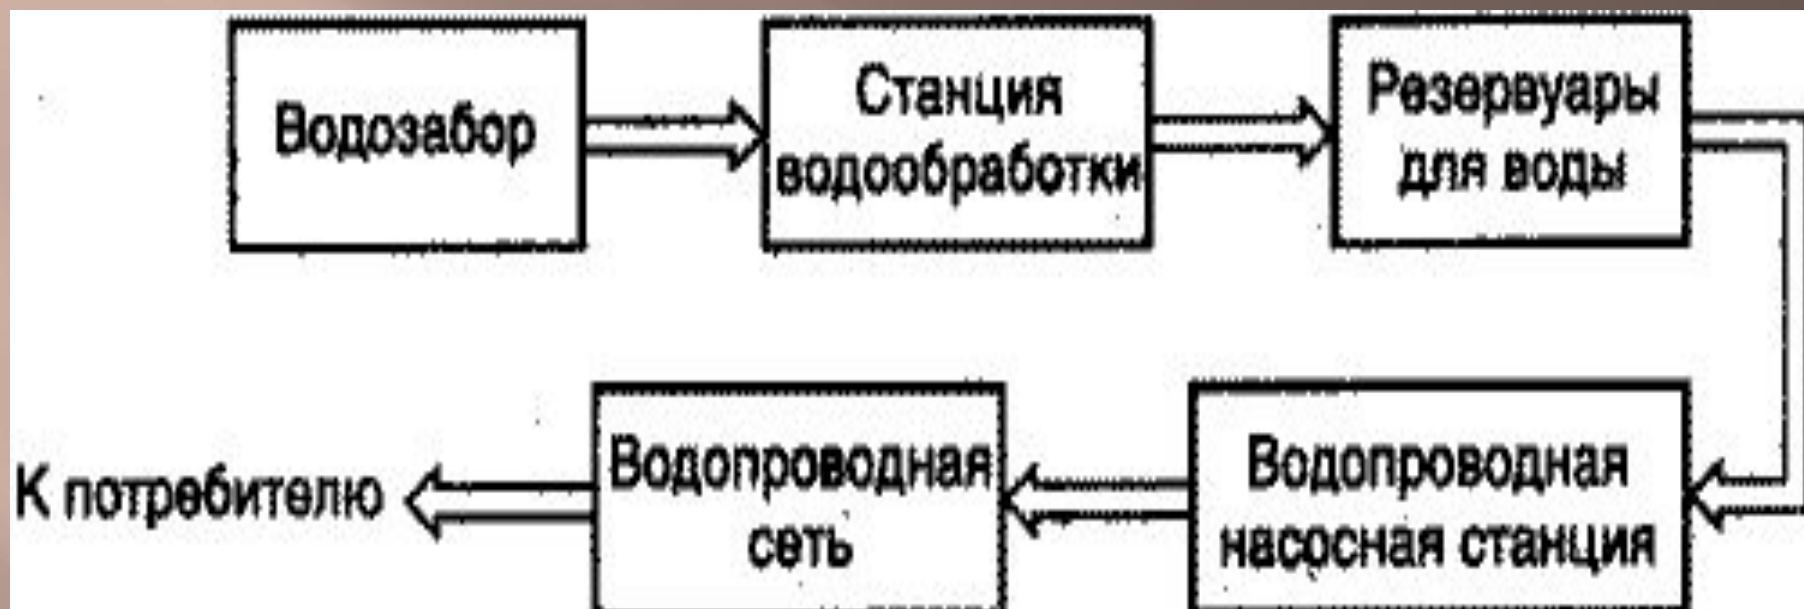 Водозабор
Станция
водообработки
Резервуары
для воды
К потребителю
Водопроводная
сеть
Водопроводная
насосная станция